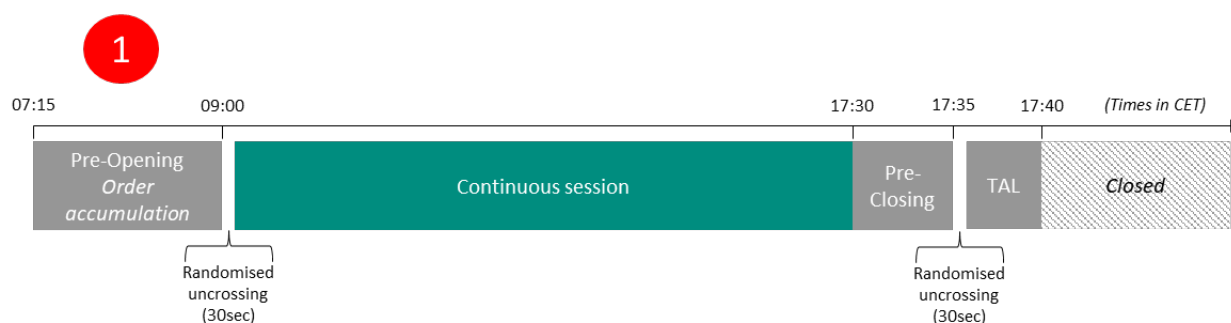 1
07:15
09:00
17:30
17:35
17:40
(Times in CET)
Pre-Opening
Order
accumulation
Continuous session
Pre-
Closing
TAL
Closed
Randomised
uncrossing
(30sec)
Randomised
uncrossing
(30sec)